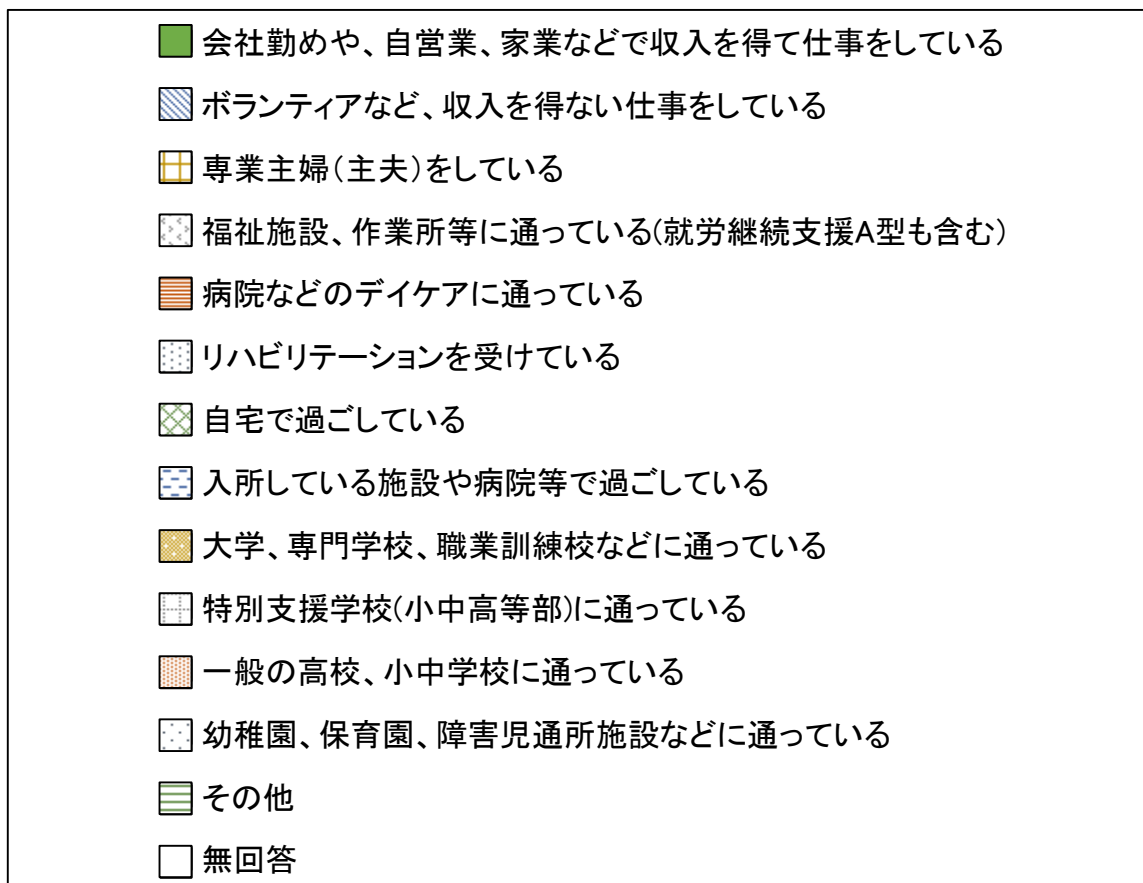 会社勤めや、自営業、家業などで収入を得て仕事をしている
ボランティアなど、収入を得ない仕事をしている
専業主婦(主夫)をしている
福祉施設、作業所等に通っている(就労継続支援A型も含む)
病院などのデイケアに通っている
リハビリテーションを受けている
自宅で過ごしている
入所している施設や病院等で過ごしている
大学、専門学校、職業訓練校などに通っている
特別支援学校(小中高等部)に通っている
一般の高校、小中学校に通っている
幼稚園、保育園、障害児通所施設などに通っている
その他
無回答